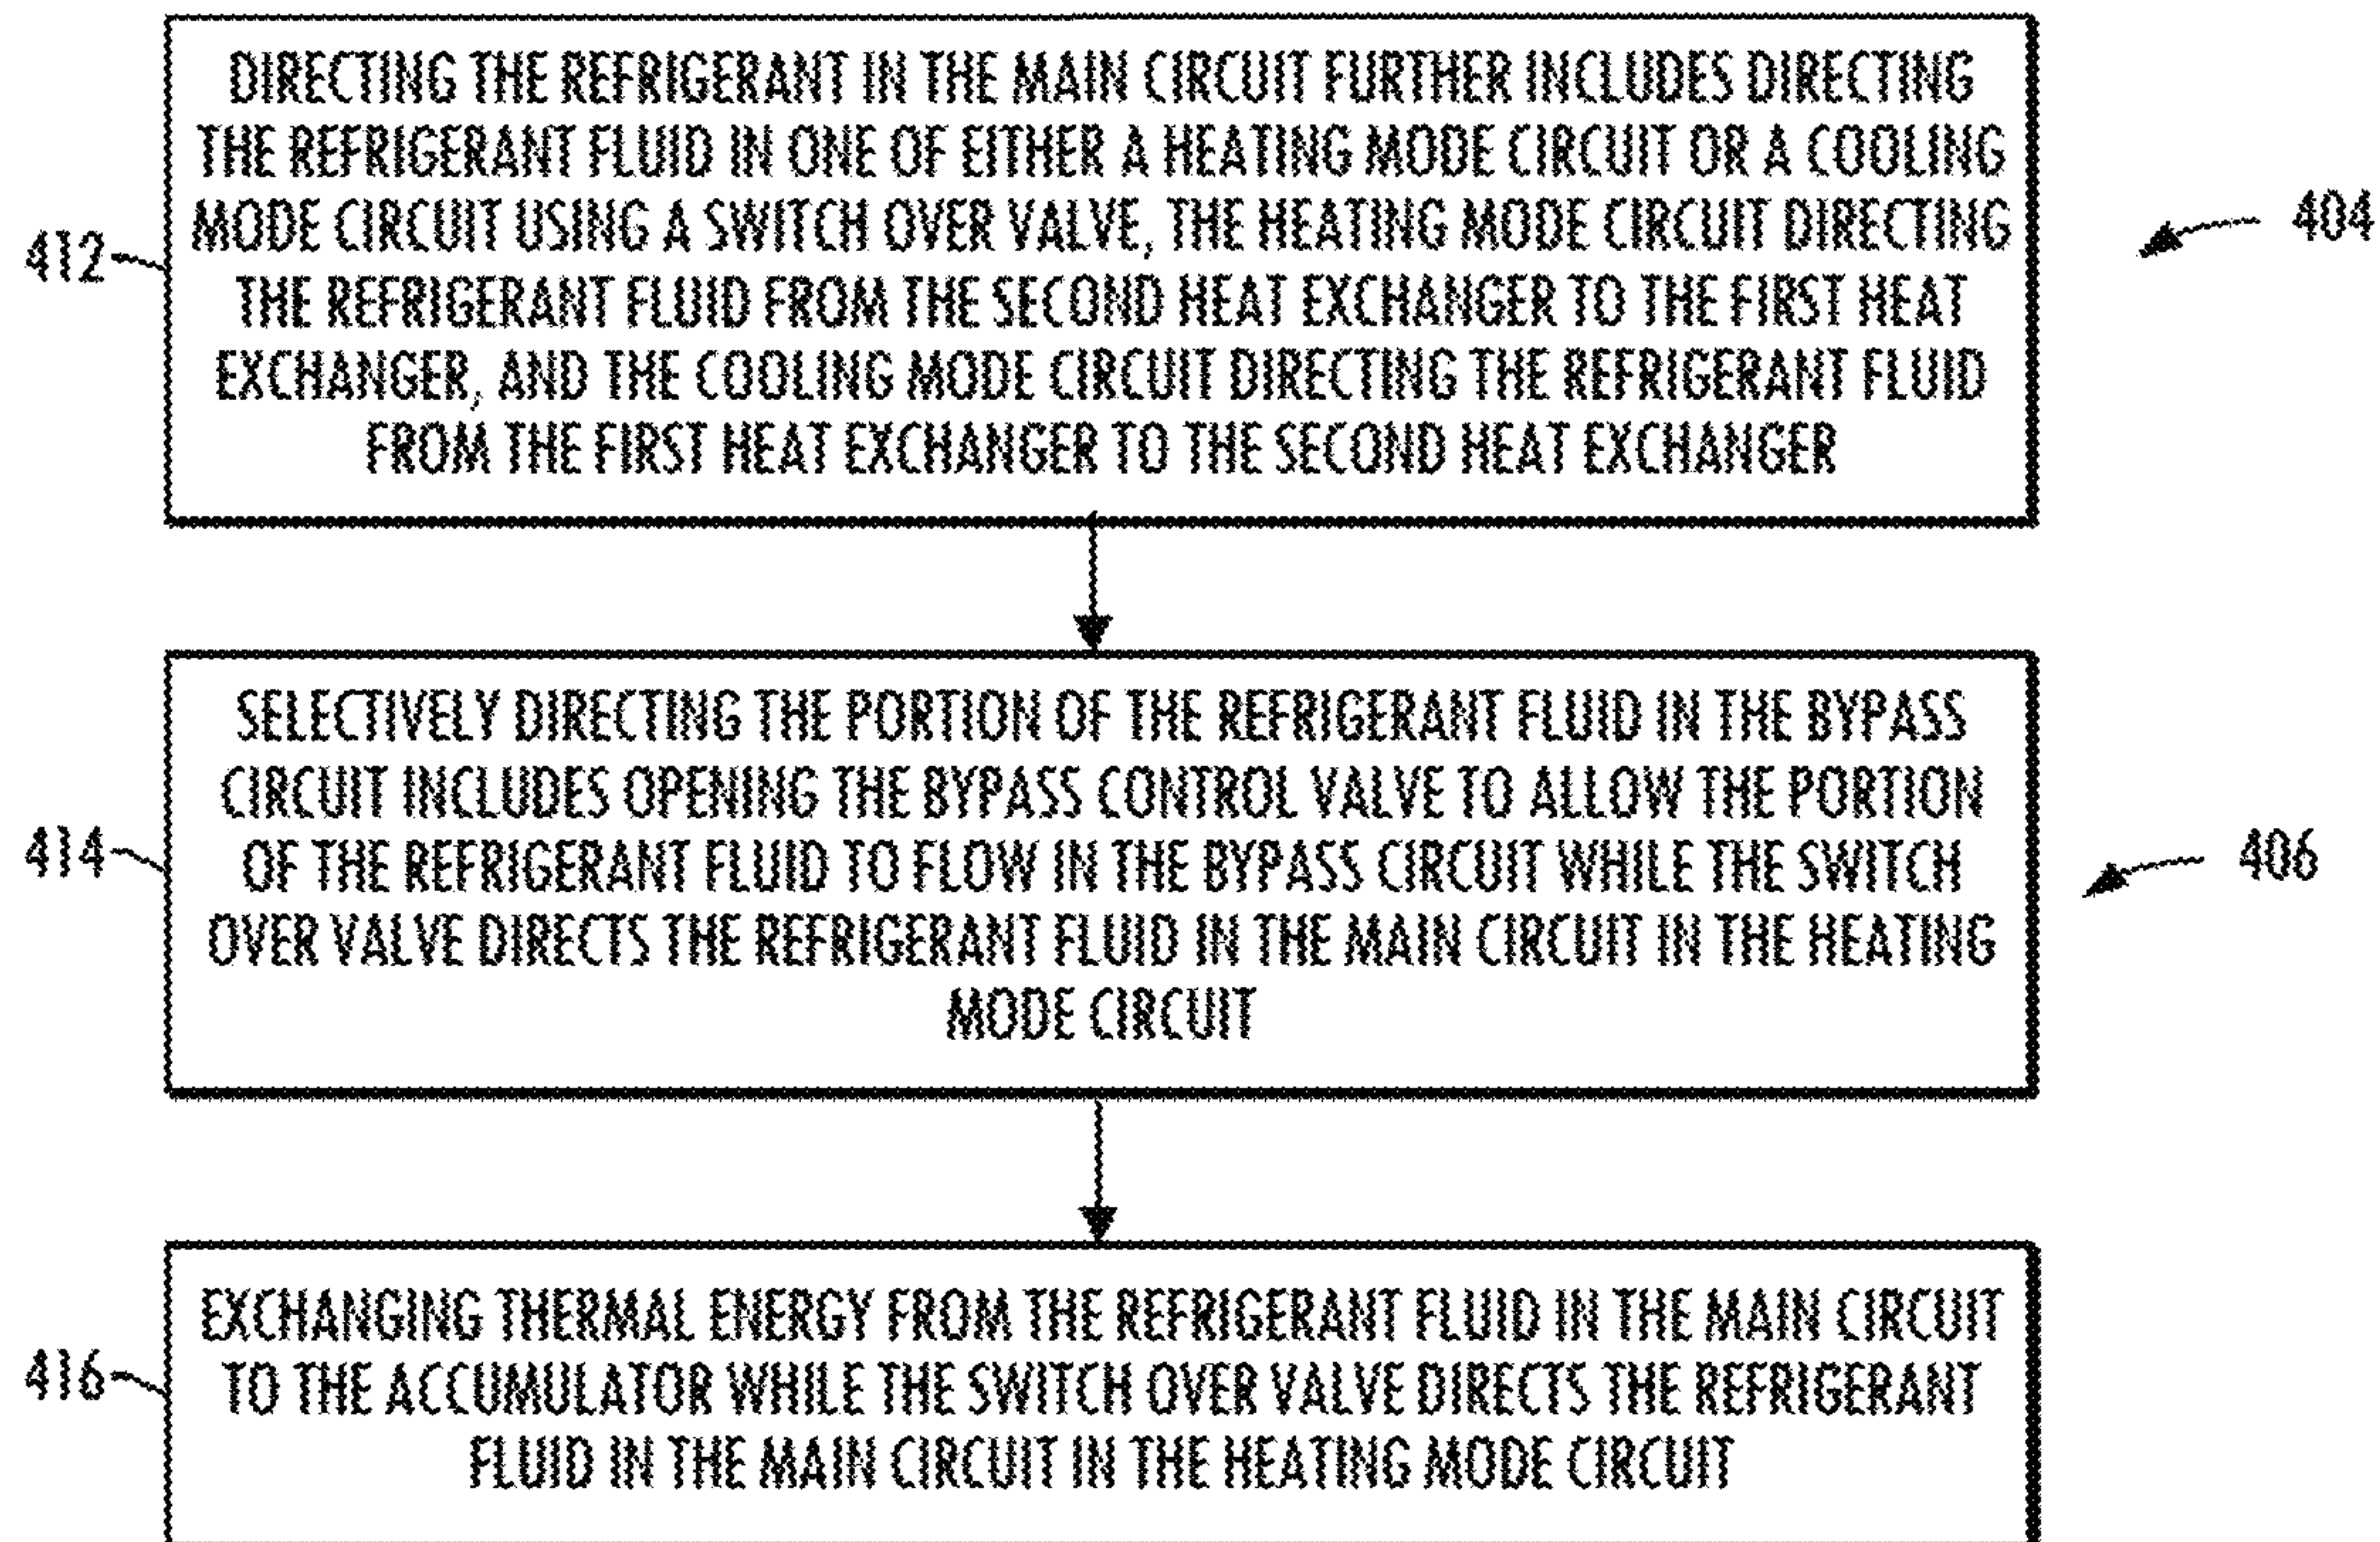 DIRECTING THE REFRIGERANT IN THE MAIN CIRCUIT FURTHER INCLUDES DIRECTING
THE REFRIGERANT FLUID IN ONE OF EITHER A HEATING MODE CIRCUIT OR A COOLING
MODE CIRCUIT USING A SWITCH OVER VALVE, THE HEATING MODE CIRCUIT DIRECTING
THE REFRIGERANT FLUID FROM THE SECOND HEAT EXCHANGER TO THE FIRST HEAT
EXCHANGER, AND THE COOLING MODE CIRCUIT DIRECTING THE REFRIGERANT FLUID
FROM THE FIRST HEAT EXCHANGER TO THE SECOND HEAT EXCHANGER
412
404
SELECTIVELY DIRECTING THE PORTION OF THE REFRIGERANT FLUID IN THE BYPASS
CIRCUIT INCLUDES OPENING THE BYPASS CONTROL VALVE TO ALLOW THE PORTION
OF THE REFRIGERANT FLUID TO FLOW IN THE BYPASS CIRCUIT WHILE THE SWITCH
OVER VALVE DIRECTS THE REFRIGERANT FLUID IN THE MAIN CIRCUIT IN THE HEATING
MODE CIRCUIT
414
406
EXCHANGING THERMAL ENERGY FROM THE REFRIGERANT FLUID IN THE MAIN CIRCUIT
TO THE ACCUMULATOR WHILE THE SWITCH OVER VALVE DIRECTS THE REFRIGERANT
FLUID IN THE MAIN CIRCUIT IN THE HEATING MODE CIRCUIT
416